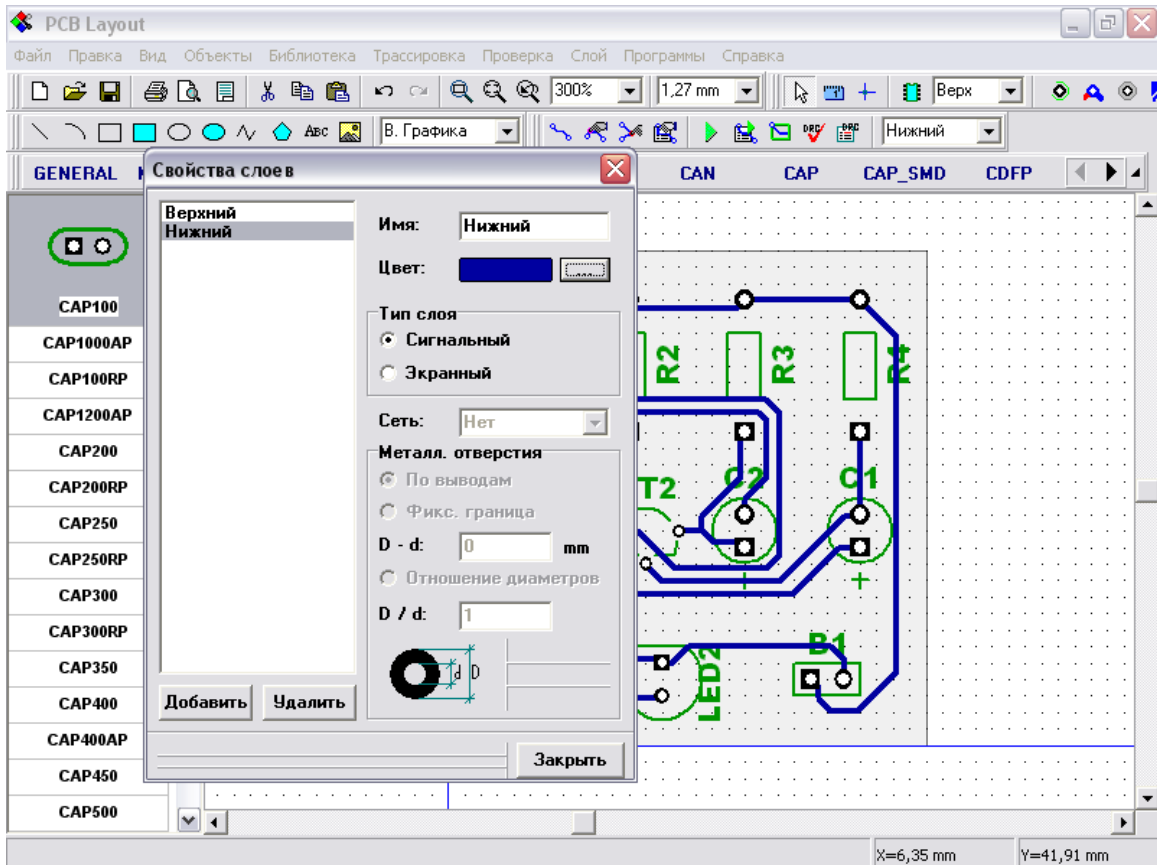 PCB Layout
Файл Правка Вид Объекты Библиотека Трассировка Проверка Слой Программы Справка
300% 1,27 mm Верх
ABC В. Графика DRC DRC Нижний
GENERAL CAN CAP CAP_SMD CDFP
CAP100
CAP1000AP
CAP100RP
CAP1200AP
CAP200
CAP200RP
CAP250
CAP250RP
CAP300
CAP300RP
CAP350
CAP400
CAP400AP
CAP450
CAP500
Свойства слоев
Верхний
Нижний
Имя: Нижний
Цвет: ......
Тип слоя
Сигнальный
Экранный
Сеть: Нет
Металл. отверстия
По выводам
Фикс. граница
D - d: 0 mm
Отношение диаметров
D / d: 1
d D
Добавить Удалить
Закрыть
R2 R3 R4
T2 C2 C1
+ +
LED2 B1
X=6,35 mm Y=41,91 mm